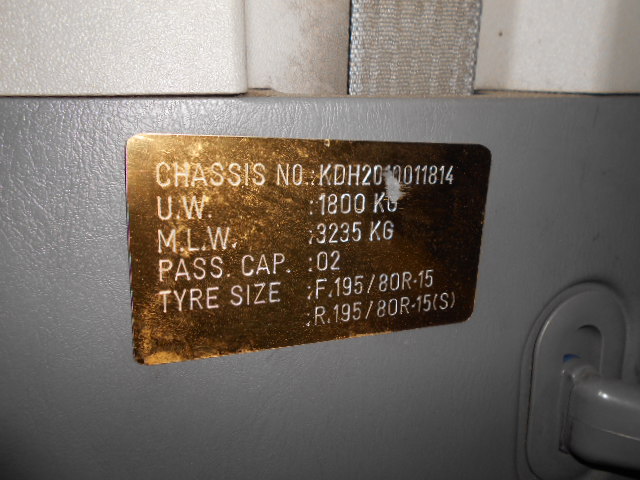 CHASSIS NO.:KDH2010011814
U.W. :1800 KG
M.L.W. :3235 KG
PASS. CAP. :02
TYRE SIZE :F.195/80R-15
:R.195/80R-15(S)